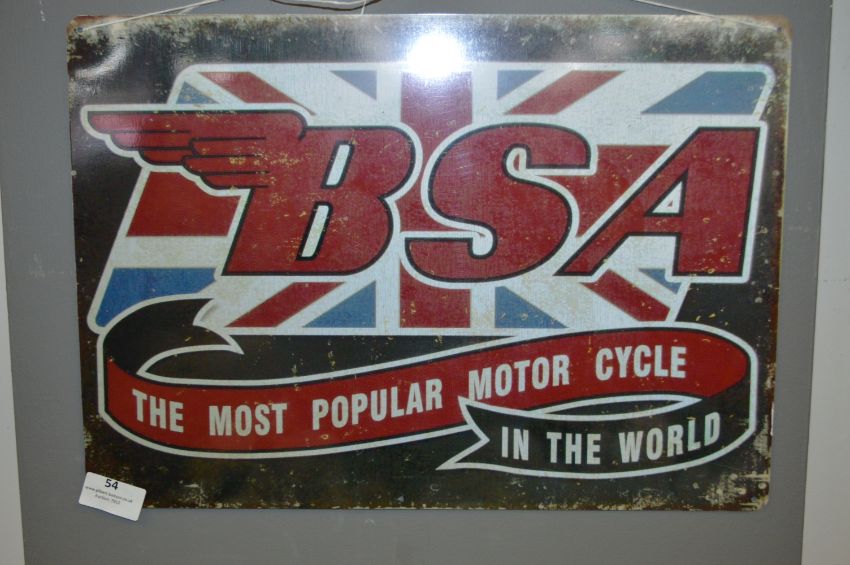 BSA
THE MOST POPULAR MOTOR CYCLE
IN THE WORLD
54